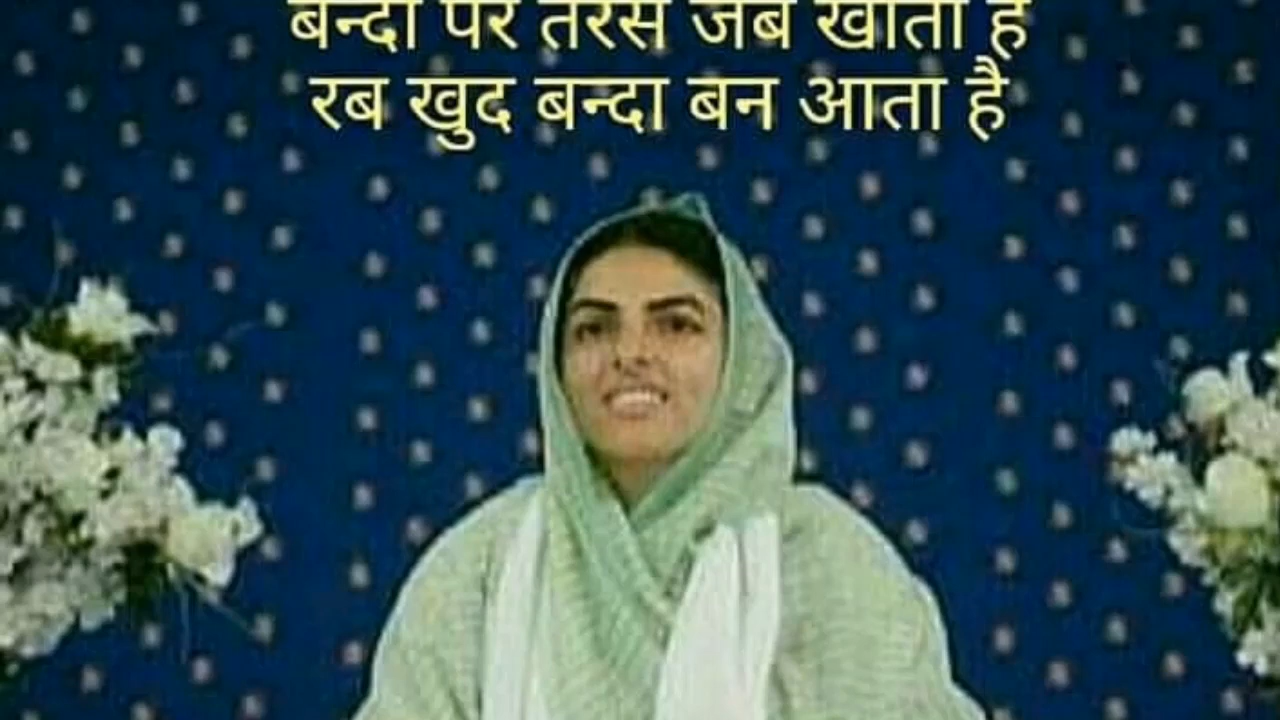 बन्दों पर तरस जब खाता है
रब खुद बन्दा बन आता है